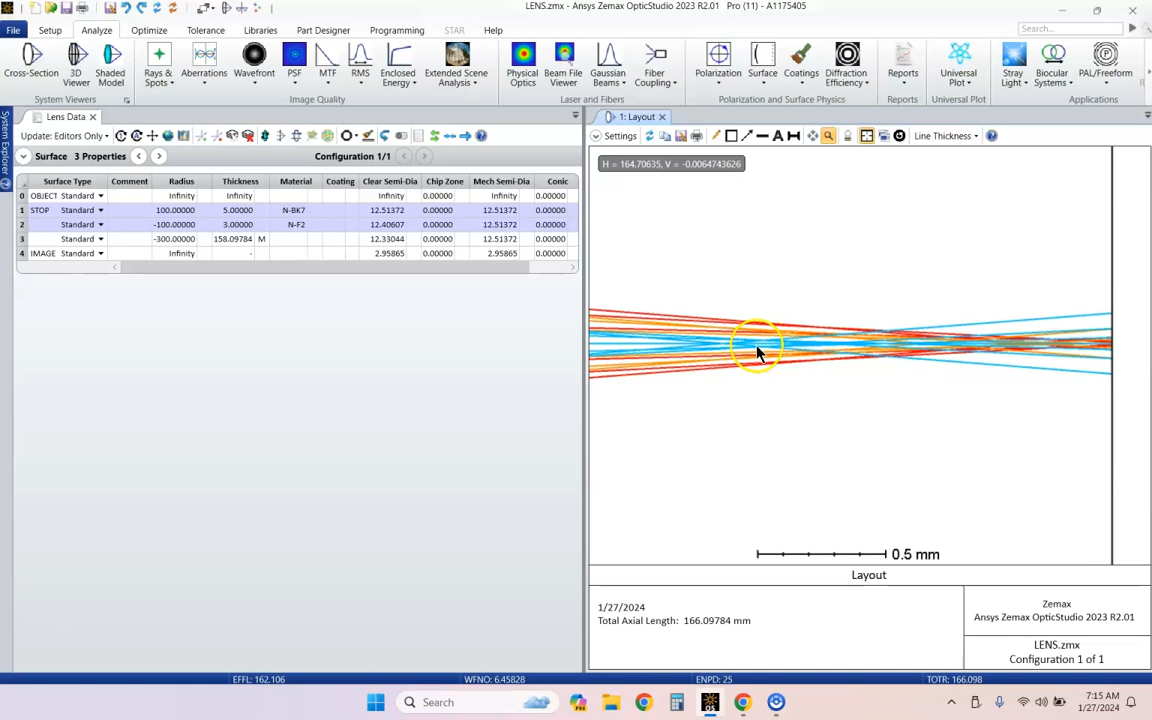 LENS.zmx - Ansys Zemax OpticStudio 2023 R2.01 Pro (11) - A1175405
File Setup Analyze Optimize Tolerance Libraries Part Designer Programming STAR Help Search...
Cross-Section 3D Viewer Shaded Model Rays & Spots Aberrations Wavefront PSF MTF RMS Enclosed Energy Extended Scene Analysis Physical Optics Beam File Viewer Gaussian Beams Fiber Coupling Polarization Surface Coatings Diffraction Efficiency Reports Universal Plot Stray Light Biocular Systems PAL/Freeform
System Viewers Image Quality Laser and Fibers Polarization and Surface Physics Reports Universal Plot Applications
System Explorer
Lens Data
Update: Editors Only
Surface 3 Properties Configuration 1/1
Surface Type Comment Radius Thickness Material Coating Clear Semi-Dia Chip Zone Mech Semi-Dia Conic
0 OBJECT Standard Infinity Infinity Infinity 0.00000 Infinity 0.00000
1 STOP Standard 100.00000 5.00000 N-BK7 12.51372 0.00000 12.51372 0.00000
2 Standard -100.00000 3.00000 N-F2 12.40607 0.00000 12.51372 0.00000
3 Standard -300.00000 158.09784 M 12.33044 0.00000 12.51372 0.00000
4 IMAGE Standard Infinity - 2.95865 0.00000 2.95865 0.00000
1: Layout
Settings Line Thickness
H = 164.70635, V = -0.0064743626
0.5 mm
Layout
1/27/2024
Total Axial Length: 166.09784 mm
Zemax
Ansys Zemax OpticStudio 2023 R2.01
LENS.zmx
Configuration 1 of 1
EFFL: 162.106 WFNO: 6.45828 ENPD: 25 TOTR: 166.098
Search
7:15 AM
1/27/2024